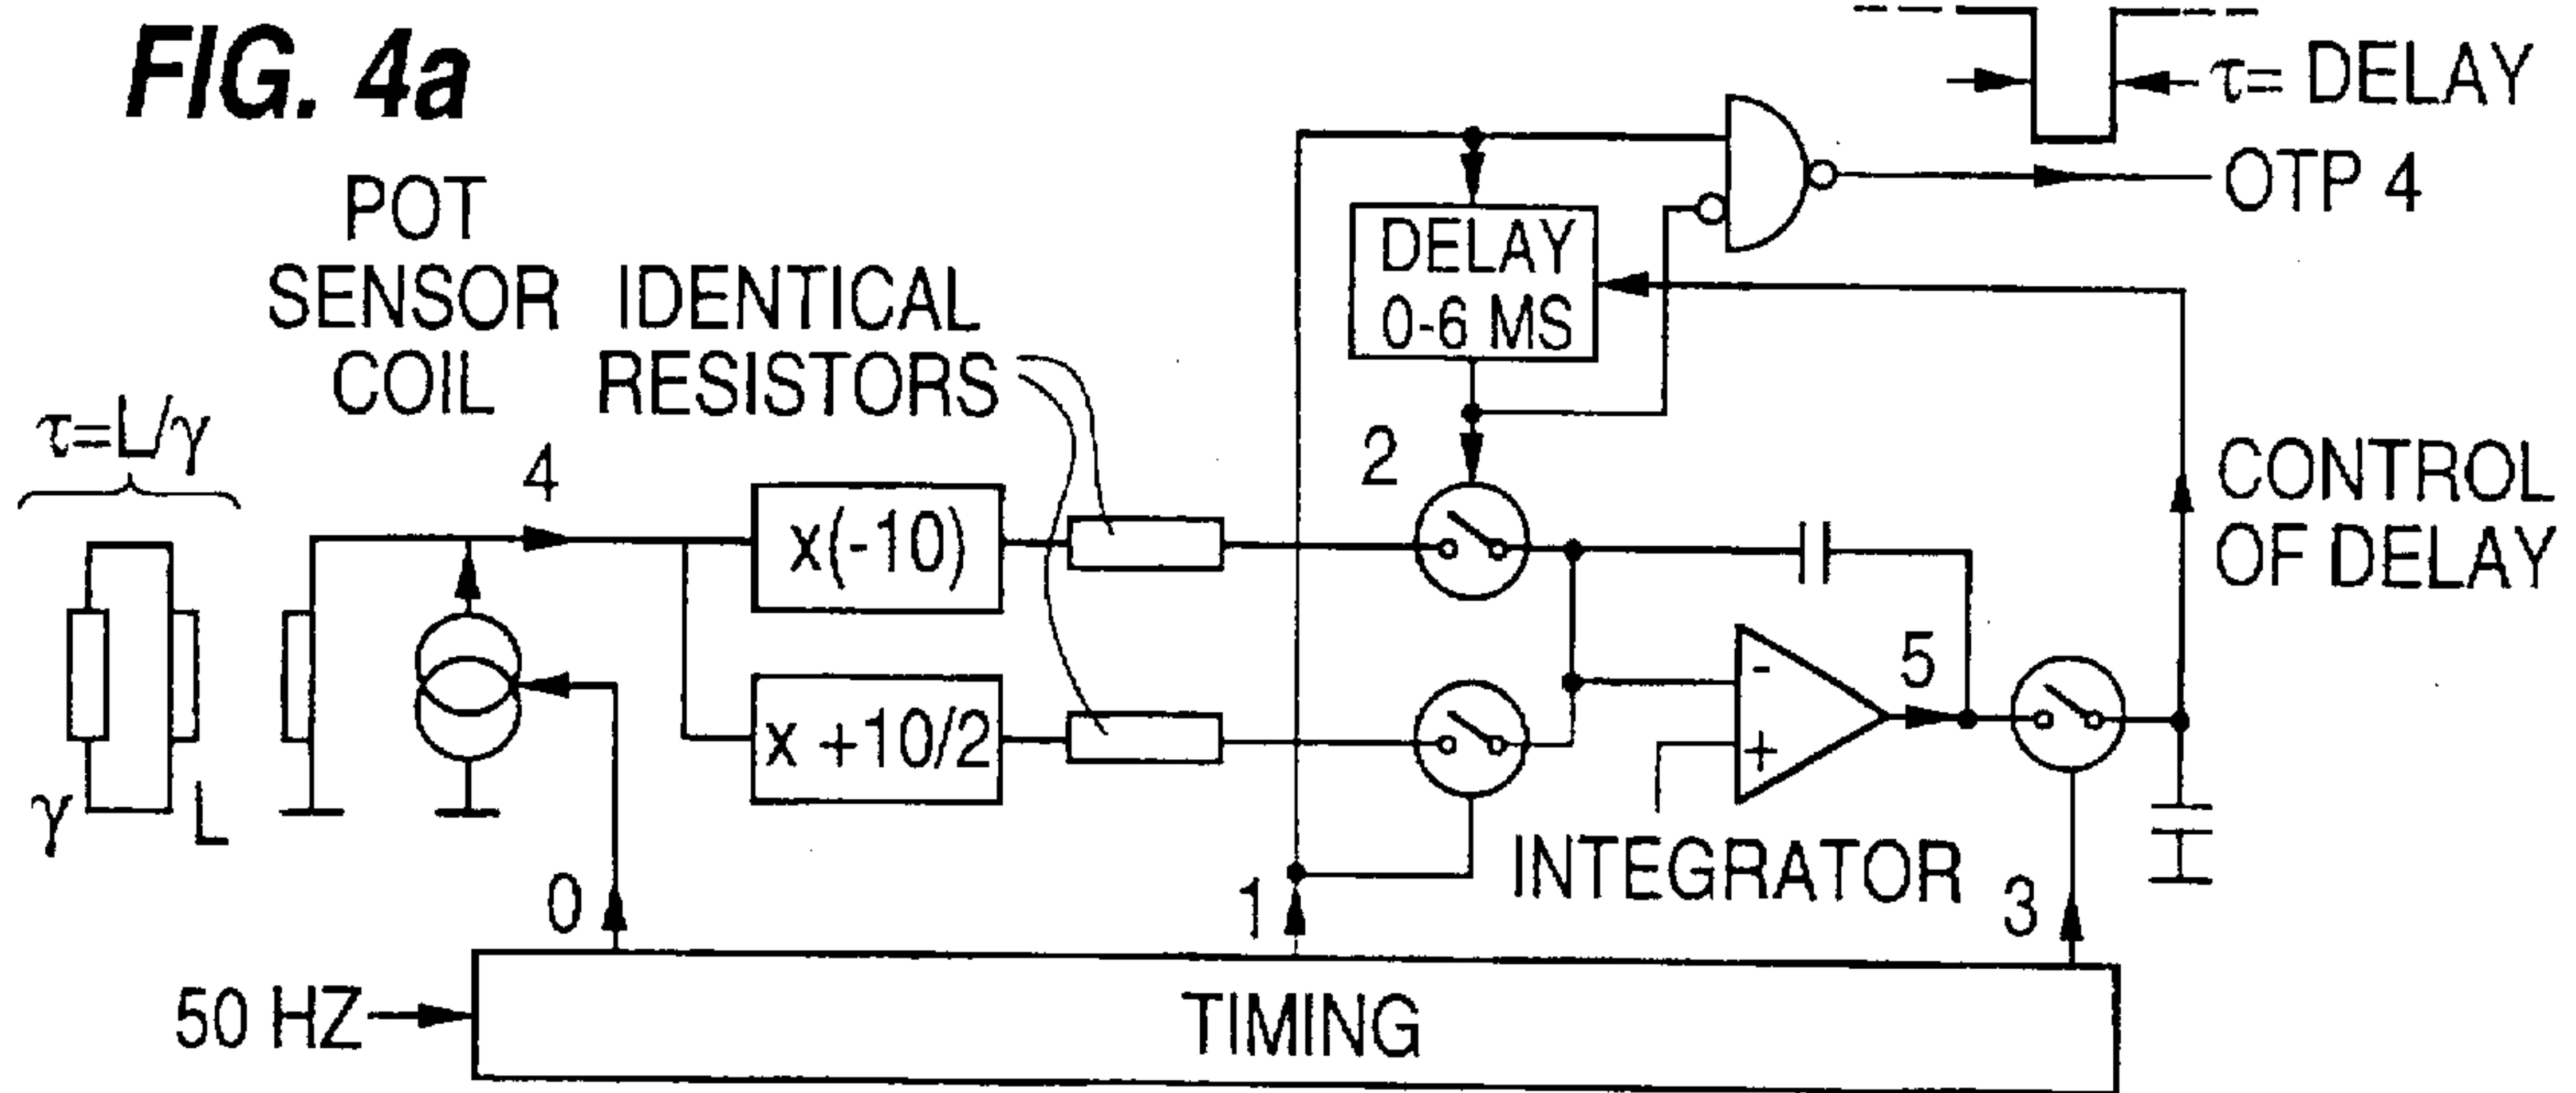 FIG. 4a
τ= DELAY
OTP 4
POT
SENSOR
COIL
IDENTICAL
RESISTORS
DELAY
0-6 MS
τ=L/γ
4
2
x(-10)
x +10/2
CONTROL
OF DELAY
5
-
+
γ
L
INTEGRATOR
0
1
3
50 HZ
TIMING